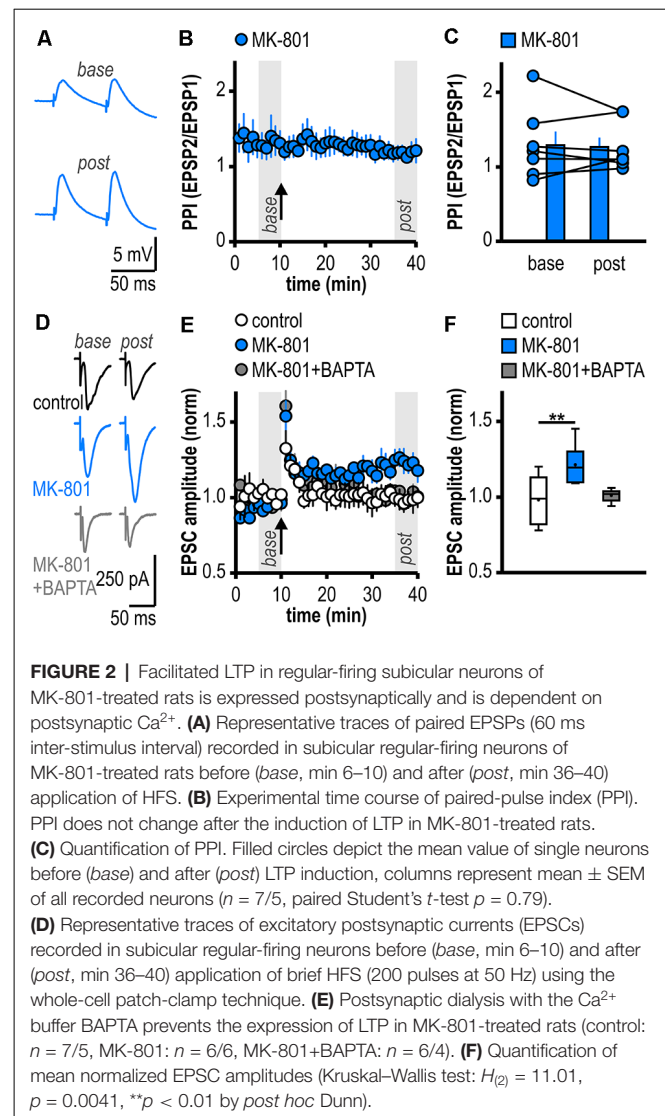 A
base
post
5 mV
50 ms
B
MK-801
PPI (EPSP2/EPSP1)
2
1
0
base
post
0 10 20 30 40
time (min)
C
MK-801
PPI (EPSP2/EPSP1)
2
1
0
base post
D
base post
control
MK-801
MK-801
+BAPTA
250 pA
50 ms
E
control
MK-801
MK-801+BAPTA
EPSC amplitude (norm)
1.5
1.0
0.5
base
post
0 10 20 30 40
time (min)
F
control
MK-801
MK-801+BAPTA
EPSC amplitude (norm)
1.5
1.0
0.5
**
FIGURE 2 | Facilitated LTP in regular-firing subicular neurons of
MK-801-treated rats is expressed postsynaptically and is dependent on
postsynaptic Ca²⁺. (A) Representative traces of paired EPSPs (60 ms
inter-stimulus interval) recorded in subicular regular-firing neurons of
MK-801-treated rats before (base, min 6–10) and after (post, min 36–40)
application of HFS. (B) Experimental time course of paired-pulse index (PPI).
PPI does not change after the induction of LTP in MK-801-treated rats.
(C) Quantification of PPI. Filled circles depict the mean value of single neurons
before (base) and after (post) LTP induction, columns represent mean ± SEM
of all recorded neurons (n = 7/5, paired Student's t-test p = 0.79).
(D) Representative traces of excitatory postsynaptic currents (EPSCs)
recorded in subicular regular-firing neurons before (base, min 6–10) and after
(post, min 36–40) application of brief HFS (200 pulses at 50 Hz) using the
whole-cell patch-clamp technique. (E) Postsynaptic dialysis with the Ca²⁺
buffer BAPTA prevents the expression of LTP in MK-801-treated rats (control:
n = 7/5, MK-801: n = 6/6, MK-801+BAPTA: n = 6/4). (F) Quantification of
mean normalized EPSC amplitudes (Kruskal–Wallis test: H(2) = 11.01,
p = 0.0041, **p < 0.01 by post hoc Dunn).